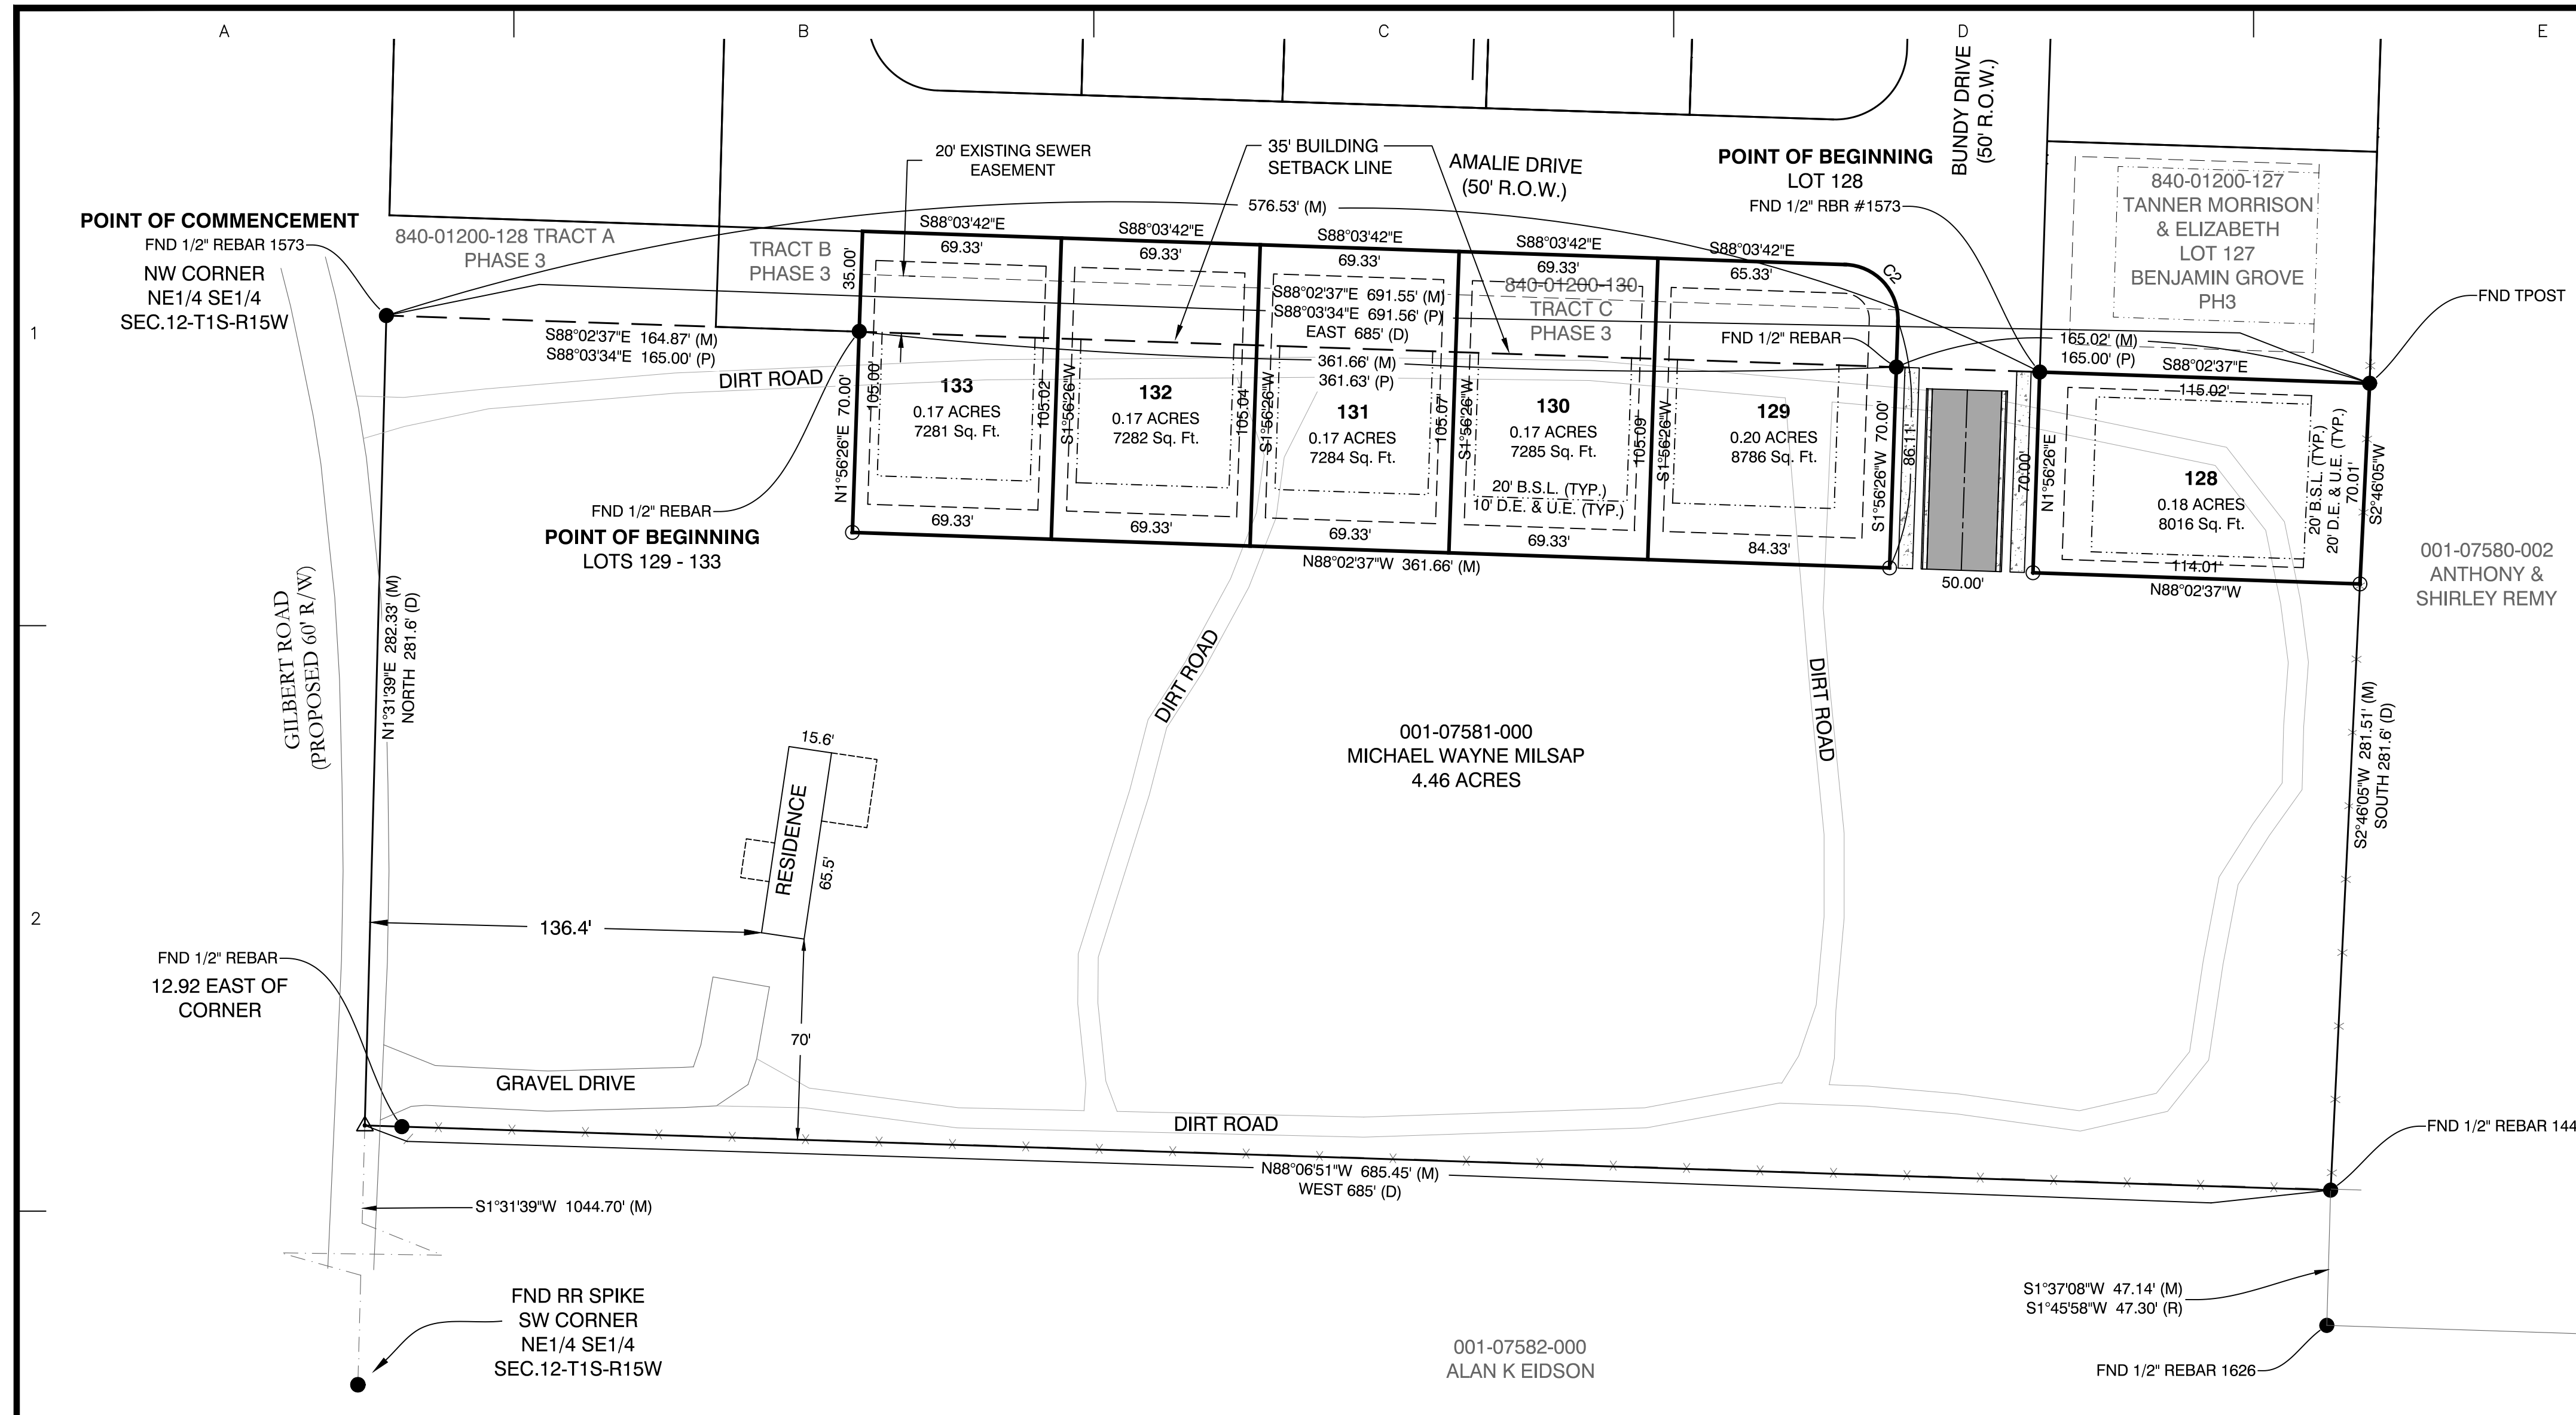 A
B
C
D
E
1
2
BUNDY DRIVE
(50' R.O.W.)
20' EXISTING SEWER
EASEMENT
35' BUILDING
SETBACK LINE
AMALIE DRIVE
(50' R.O.W.)
POINT OF BEGINNING
LOT 128
FND 1/2" RBR #1573
840-01200-127
TANNER MORRISON
& ELIZABETH
LOT 127
BENJAMIN GROVE
PH3
POINT OF COMMENCEMENT
FND 1/2" REBAR 1573
NW CORNER
NE1/4 SE1/4
SEC.12-T1S-R15W
840-01200-128 TRACT A
PHASE 3
TRACT B
PHASE 3
576.53' (M)
S88°03'42"E
69.33'
S88°03'42"E
69.33'
S88°03'42"E
69.33'
S88°03'42"E
69.33'
S88°03'42"E
65.33'
C2
35.00'
840-01200-130
TRACT C
PHASE 3
S88°02'37"E 691.55' (M)
S88°03'34"E 691.56' (P)
EAST 685' (D)
FND TPOST
S88°02'37"E 164.87' (M)
S88°03'34"E 165.00' (P)
361.66' (M)
361.63' (P)
FND 1/2" REBAR
165.02' (M)
165.00' (P)
S88°02'37"E
115.02'
DIRT ROAD
N1°56'26"E 70.00'
105.00'
133
0.17 ACRES
7281 Sq. Ft.
105.02'
S1°56'26"W
132
0.17 ACRES
7282 Sq. Ft.
105.04'
S1°56'26"W
131
0.17 ACRES
7284 Sq. Ft.
105.07'
S1°56'26"W
130
0.17 ACRES
7285 Sq. Ft.
20' B.S.L. (TYP.)
10' D.E. & U.E. (TYP.)
105.09'
S1°56'26"W
129
0.20 ACRES
8786 Sq. Ft.
S1°56'26"W 70.00'
86.11'
70.00'
N1°56'26"E
128
0.18 ACRES
8016 Sq. Ft.
20' B.S.L. (TYP.)
20' D.E. & U.E. (TYP.)
70.01'
S2°46'05"W
FND 1/2" REBAR
POINT OF BEGINNING
LOTS 129 - 133
69.33'
69.33'
69.33'
69.33'
84.33'
N88°02'37"W 361.66' (M)
50.00'
114.01'
N88°02'37"W
001-07580-002
ANTHONY &
SHIRLEY REMY
GILBERT ROAD
(PROPOSED 60' R/W)
N1°31'39"E 282.33' (M)
NORTH 281.6' (D)
DIRT ROAD
DIRT ROAD
S2°46'05"W 281.51' (M)
SOUTH 281.6' (D)
001-07581-000
MICHAEL WAYNE MILSAP
4.46 ACRES
15.6'
RESIDENCE
65.5'
136.4'
70'
FND 1/2" REBAR
12.92 EAST OF
CORNER
GRAVEL DRIVE
DIRT ROAD
FND 1/2" REBAR 144
N88°06'51"W 685.45' (M)
WEST 685' (D)
S1°31'39"W 1044.70' (M)
FND RR SPIKE
SW CORNER
NE1/4 SE1/4
SEC.12-T1S-R15W
S1°37'08"W 47.14' (M)
S1°45'58"W 47.30' (R)
001-07582-000
ALAN K EIDSON
FND 1/2" REBAR 1626